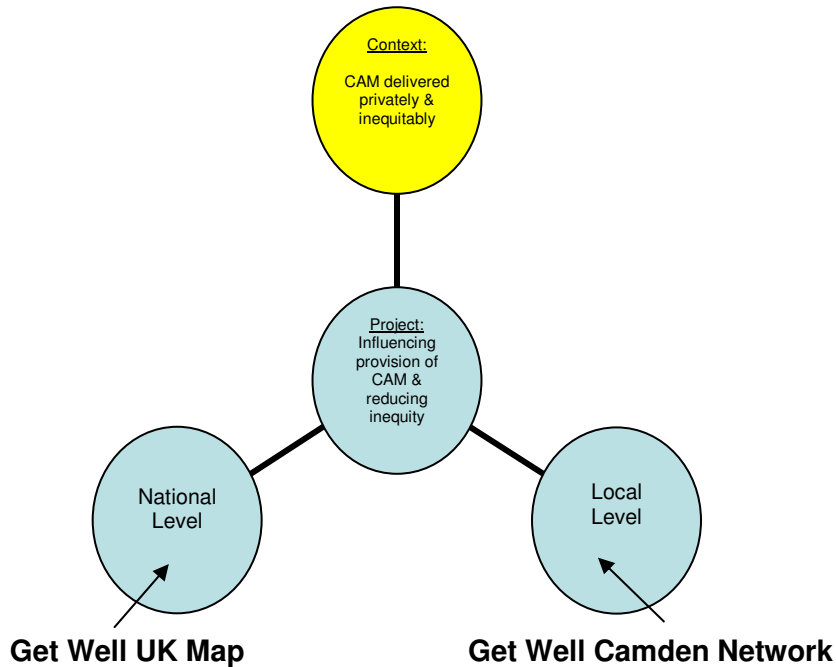 Context:
CAM delivered
privately &
inequitably
Project:
Influencing
provision of
CAM &
reducing
inequity
National
Level
Local
Level
Get Well UK Map
Get Well Camden Network